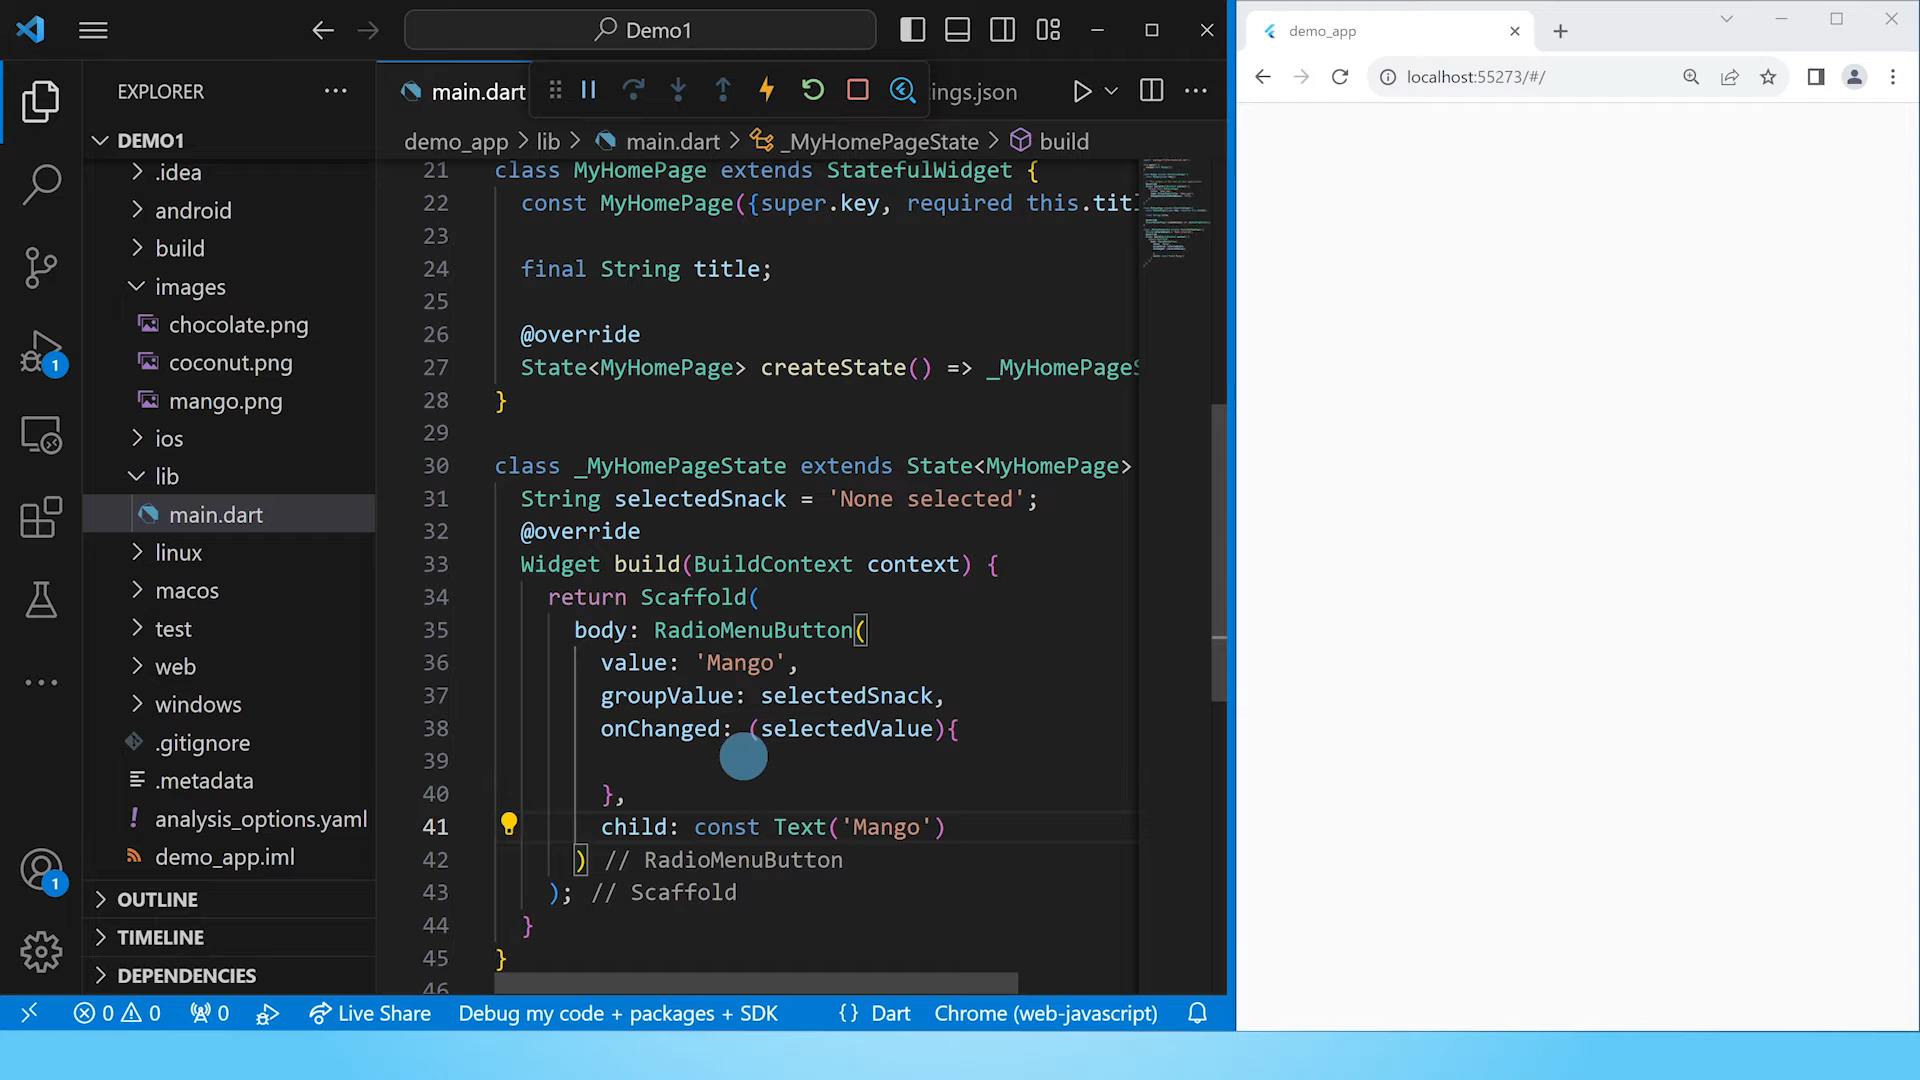 Demo1
demo_app
localhost:55273/#/
EXPLORER
main.dart
ings.json
DEMO1
demo_app > lib > main.dart > _MyHomePageState > build
.idea
android
build
images
chocolate.png
coconut.png
mango.png
ios
lib
main.dart
linux
macos
test
web
windows
.gitignore
.metadata
analysis_options.yaml
demo_app.iml
OUTLINE
TIMELINE
DEPENDENCIES
1
1
21 class MyHomePage extends StatefulWidget {
22 const MyHomePage({super.key, required this.titl
23
24 final String title;
25
26 @override
27 State<MyHomePage> createState() => _MyHomePageS
28 }
29
30 class _MyHomePageState extends State<MyHomePage>
31 String selectedSnack = 'None selected';
32 @override
33 Widget build(BuildContext context) {
34 return Scaffold(
35 body: RadioMenuButton(
36 value: 'Mango',
37 groupValue: selectedSnack,
38 onChanged: (selectedValue){
39
40 },
41 child: const Text('Mango')
42 ) // RadioMenuButton
43 ); // Scaffold
44 }
45 }
46
0 0 0 Live Share Debug my code + packages + SDK {} Dart Chrome (web-javascript)